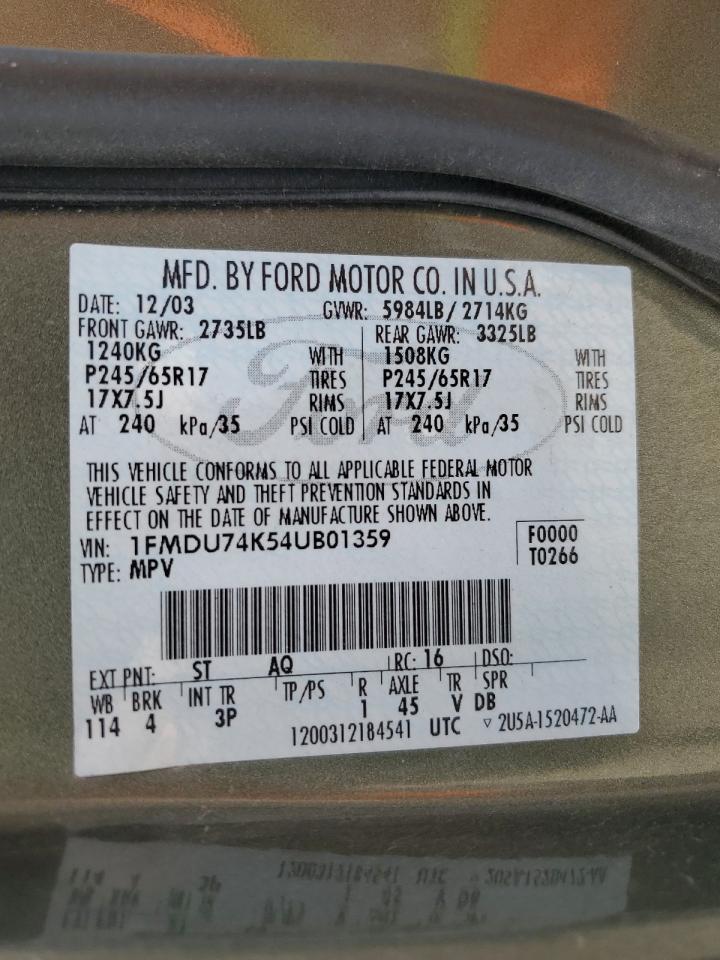 MFD. BY FORD MOTOR CO. IN U.S.A.
DATE: 12/03 GVWR: 5984LB/ 2714KG
FRONT GAWR: 2735LB REAR GAWR: 3325LB
1240KG WITH 1508KG WITH
P245/65R17 TIRES P245/65R17 TIRES
17X7.5J RIMS 17X7.5J RIMS
AT 240 kPa/35 PSI COLD AT 240 kPa/35 PSI COLD
Ford
THIS VEHICLE CONFORMS TO ALL APPLICABLE FEDERAL MOTOR
VEHICLE SAFETY AND THEFT PREVENTION STANDARDS IN
EFFECT ON THE DATE OF MANUFACTURE SHOWN ABOVE.
VIN: 1FMDU74K54UB01359 F0000
TYPE: MPV T0266
EXT PNT: ST AQ RC: 16 DSO:
WB BRK INT TR TP/PS R AXLE TR SPR
114 4 3P 1 45 V DB
1200312184541 UTC ▽ 2U5A-1520472-AA